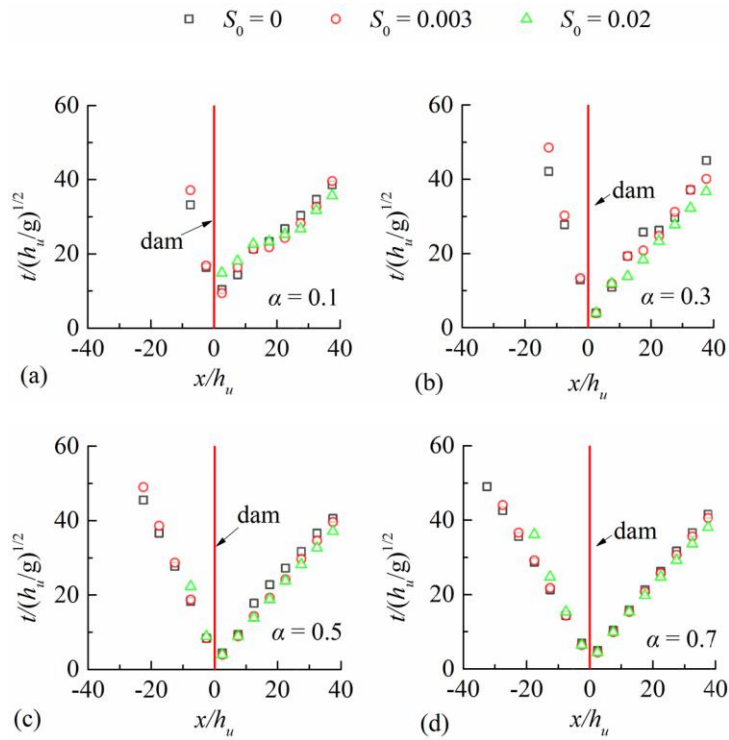 S₀ = 0 S₀ = 0.003 S₀ = 0.02
60
40
20
0
t/(hᵤ/g)^1/2
dam
α = 0.1
-40 -20 0 20 40
(a)
x/hᵤ
60
40
20
0
t/(hᵤ/g)^1/2
dam
α = 0.3
-40 -20 0 20 40
(b)
x/hᵤ
60
40
20
0
t/(hᵤ/g)^1/2
dam
α = 0.5
-40 -20 0 20 40
(c)
x/hᵤ
60
40
20
0
t/(hᵤ/g)^1/2
dam
α = 0.7
-40 -20 0 20 40
(d)
x/hᵤ